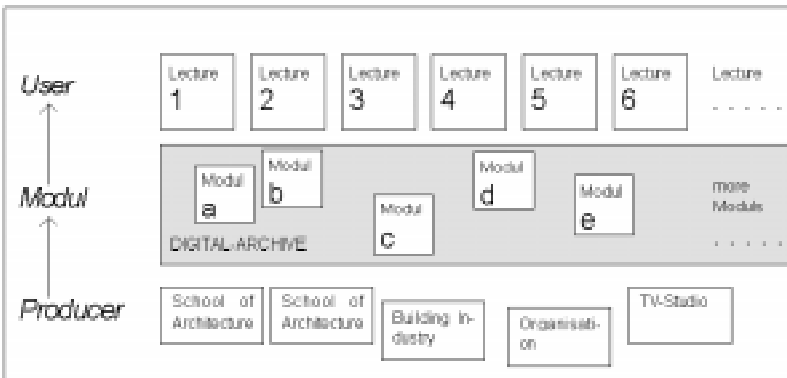 User
Lecture
1
Lecture
2
Lecture
3
Lecture
4
Lecture
5
Lecture
6
Lecture
. . . . .
Modul
Modul
a
Modul
b
Modul
c
Modul
d
Modul
e
more
Moduls
. . . . .
DIGITAL-ARCHIVE
Producer
School of
Architecture
School of
Architecture
Building In-
dustry
Organisati-
on
TV-Studio